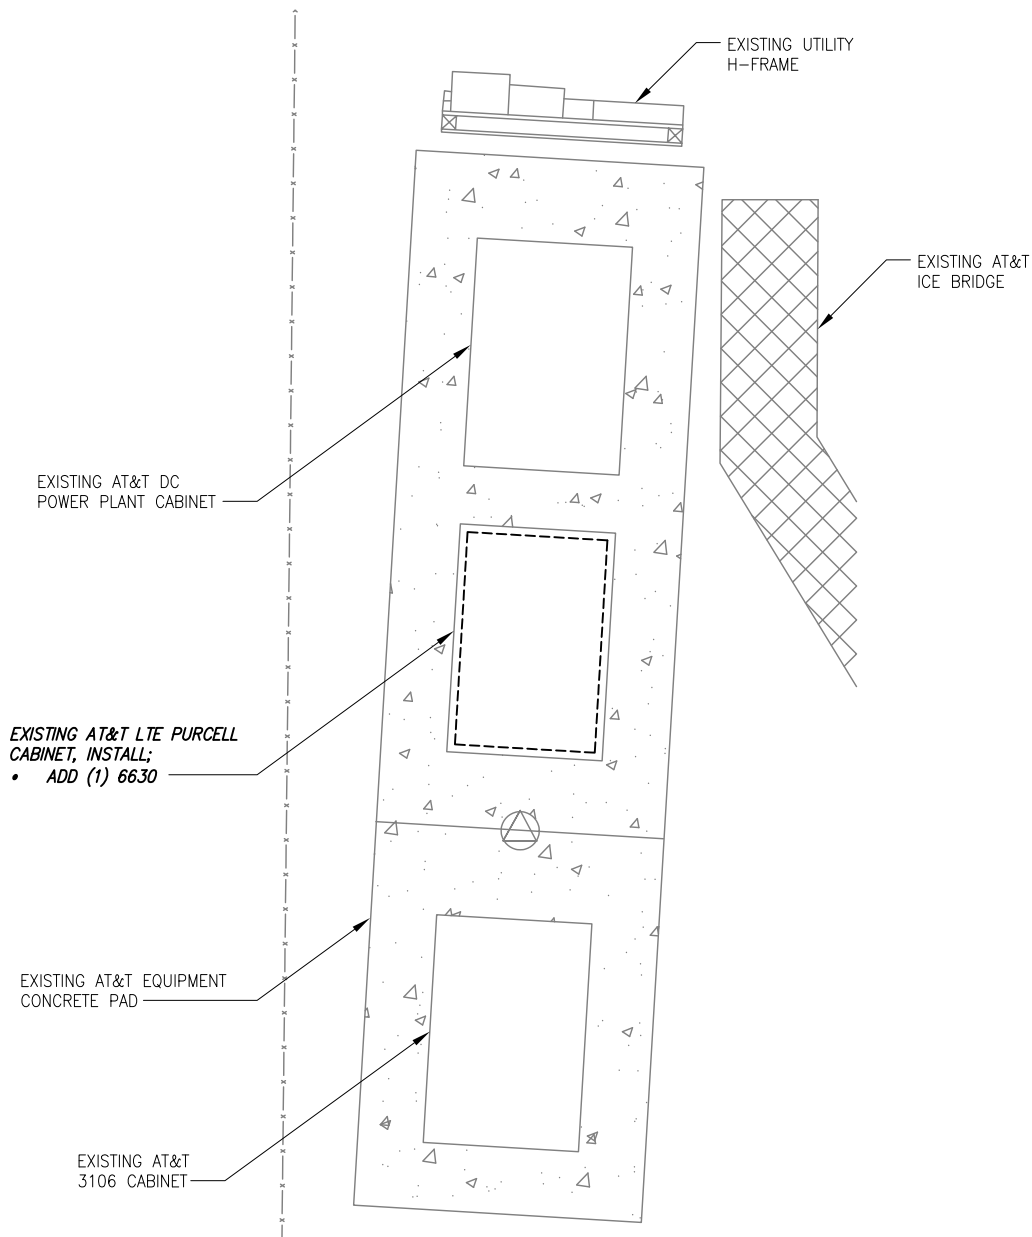 EXISTING UTILITY
H-FRAME
EXISTING AT&T
ICE BRIDGE
EXISTING AT&T DC
POWER PLANT CABINET
EXISTING AT&T LTE PURCELL
CABINET, INSTALL;
• ADD (1) 6630
EXISTING AT&T EQUIPMENT
CONCRETE PAD
EXISTING AT&T
3106 CABINET